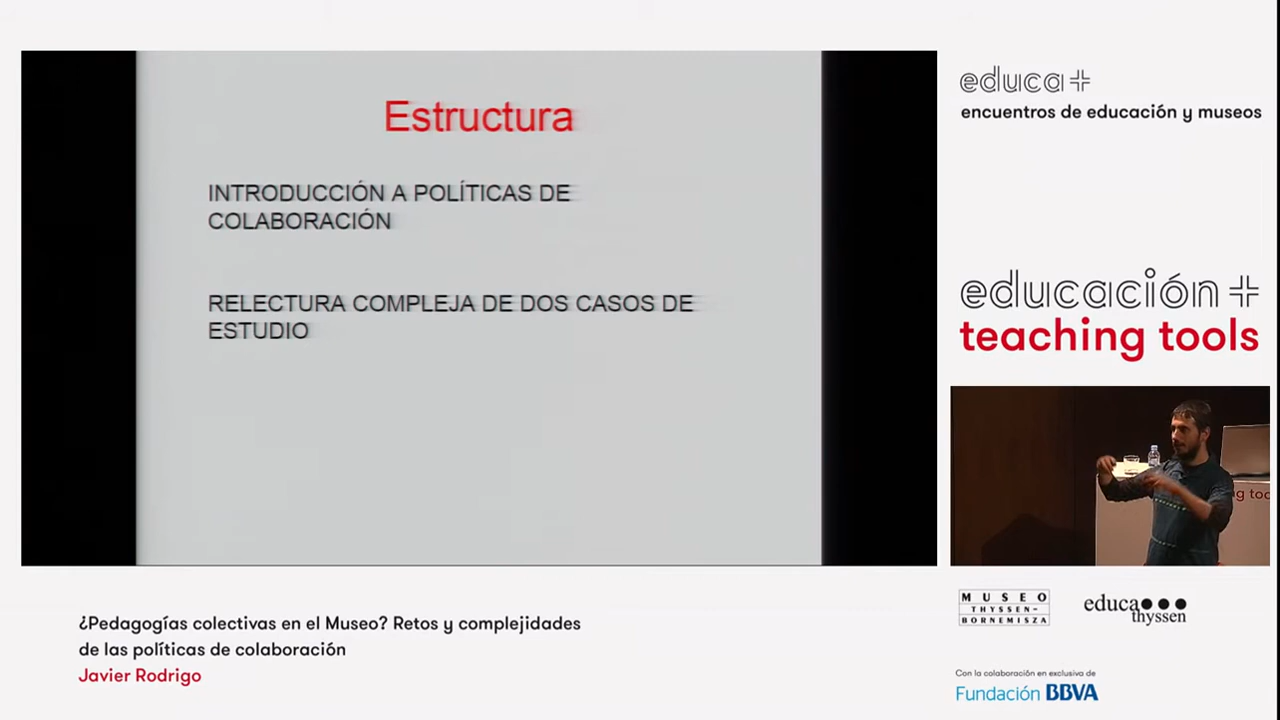 Estructura
INTRODUCCIÓN A POLÍTICAS DE
COLABORACIÓN
RELECTURA COMPLEJA DE DOS CASOS DE
ESTUDIO
educa+
encuentros de educación y museos
educación+
teaching tools
ng too
MUSEO
THYSSEN-
BORNEMISZA
educa
thyssen
Con la colaboración en exclusiva de
Fundación BBVA
¿Pedagogías colectivas en el Museo? Retos y complejidades
de las políticas de colaboración
Javier Rodrigo